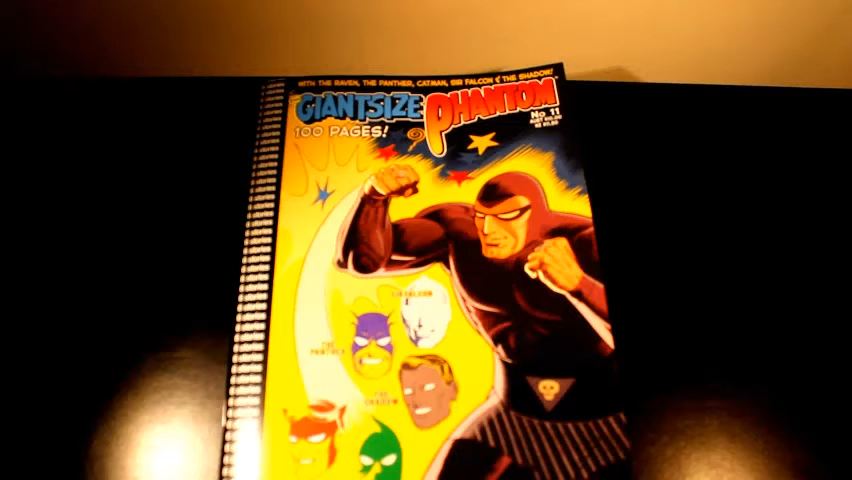 WITH THE RAVEN, THE PANTHER, CATMAN, SIR FALCON & THE SHADOW!
GIANTSIZE PHANTOM
100 PAGES!
No 11
SIR FALCON
THE PANTHER
THE SHADOW